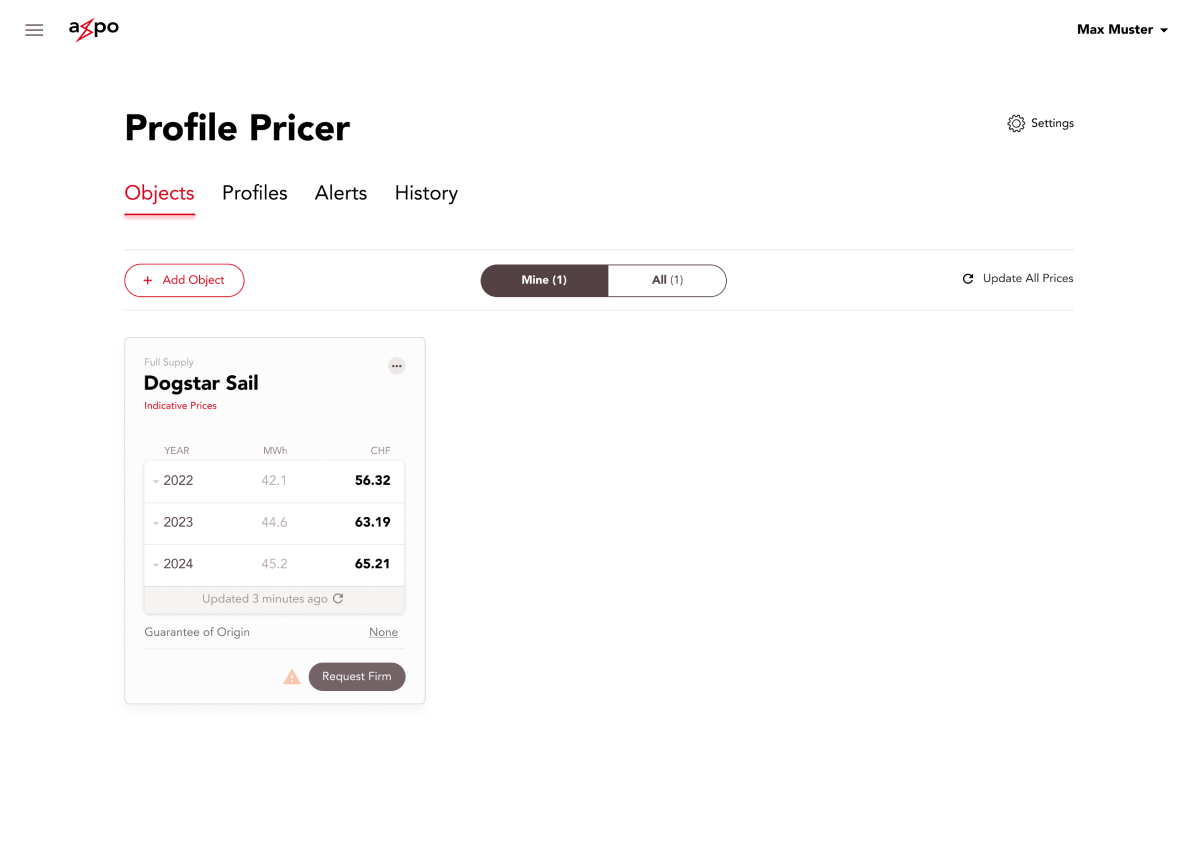 axpo
Max Muster
Profile Pricer
Settings
Objects Profiles Alerts History
+ Add Object
Mine (1) All (1)
Update All Prices
Full Supply
Dogstar Sail
Indicative Prices
YEAR MWh CHF
2022 42.1 56.32
2023 44.6 63.19
2024 45.2 65.21
Updated 3 minutes ago
Guarantee of Origin None
Request Firm